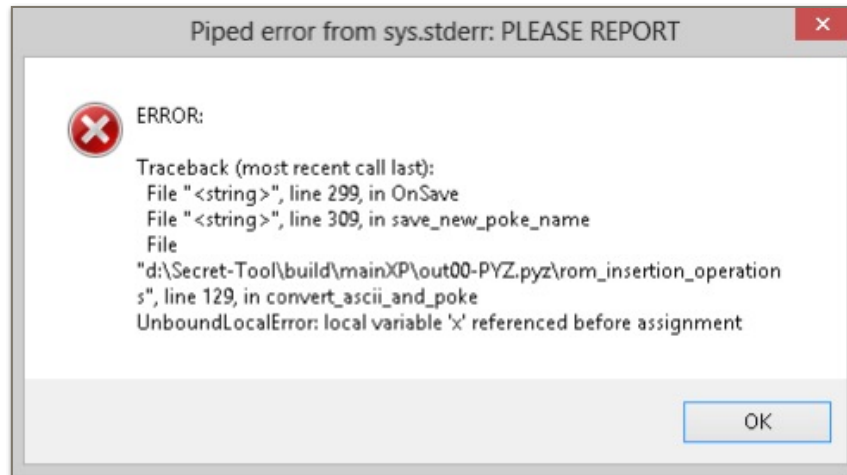 Piped error from sys.stderr: PLEASE REPORT
ERROR:
Traceback (most recent call last):
File "<string>", line 299, in OnSave
File "<string>", line 309, in save_new_poke_name
File
"d:\Secret-Tool\build\mainXP\out00-PYZ.pyz\rom_insertion_operation
s", line 129, in convert_ascii_and_poke
UnboundLocalError: local variable 'x' referenced before assignment
OK